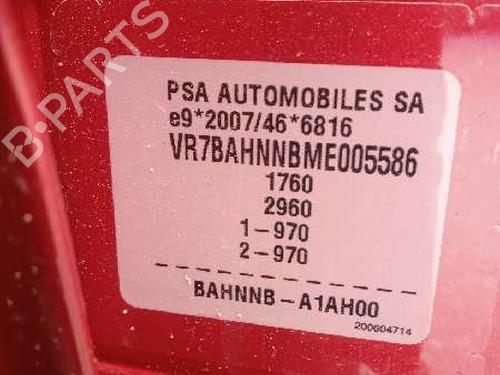 B-PARTS
PSA AUTOMOBILES SA
e9*2007/46*6816
VR7BAHNNBME005586
1760
2960
1-970
2-970
BAHNNB-A1AH00
200604714